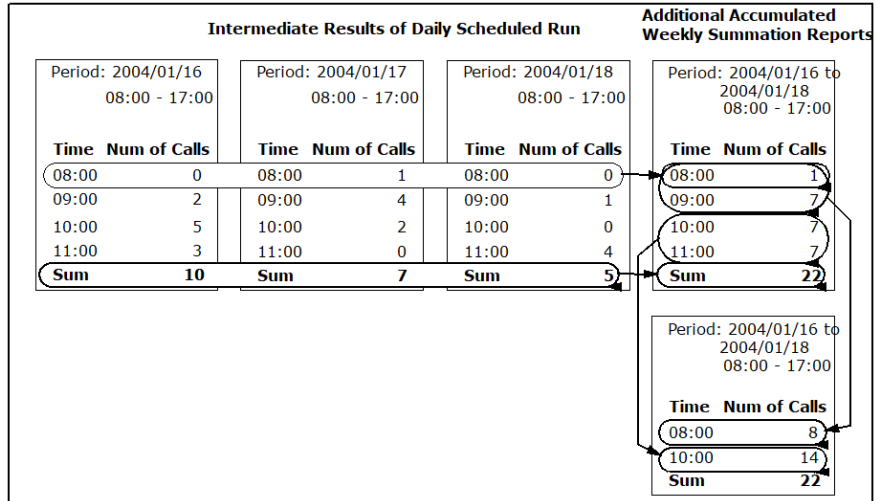 Intermediate Results of Daily Scheduled Run
Additional Accumulated
Weekly Summation Reports
Period: 2004/01/16
08:00 - 17:00
Time Num of Calls
08:00 0
09:00 2
10:00 5
11:00 3
Sum 10
Period: 2004/01/17
08:00 - 17:00
Time Num of Calls
08:00 1
09:00 4
10:00 2
11:00 0
Sum 7
Period: 2004/01/18
08:00 - 17:00
Time Num of Calls
08:00 0
09:00 1
10:00 0
11:00 4
Sum 5
Period: 2004/01/16 to
2004/01/18
08:00 - 17:00
Time Num of Calls
08:00 1
09:00 7
10:00 7
11:00 7
Sum 22
Period: 2004/01/16 to
2004/01/18
08:00 - 17:00
Time Num of Calls
08:00 8
10:00 14
Sum 22